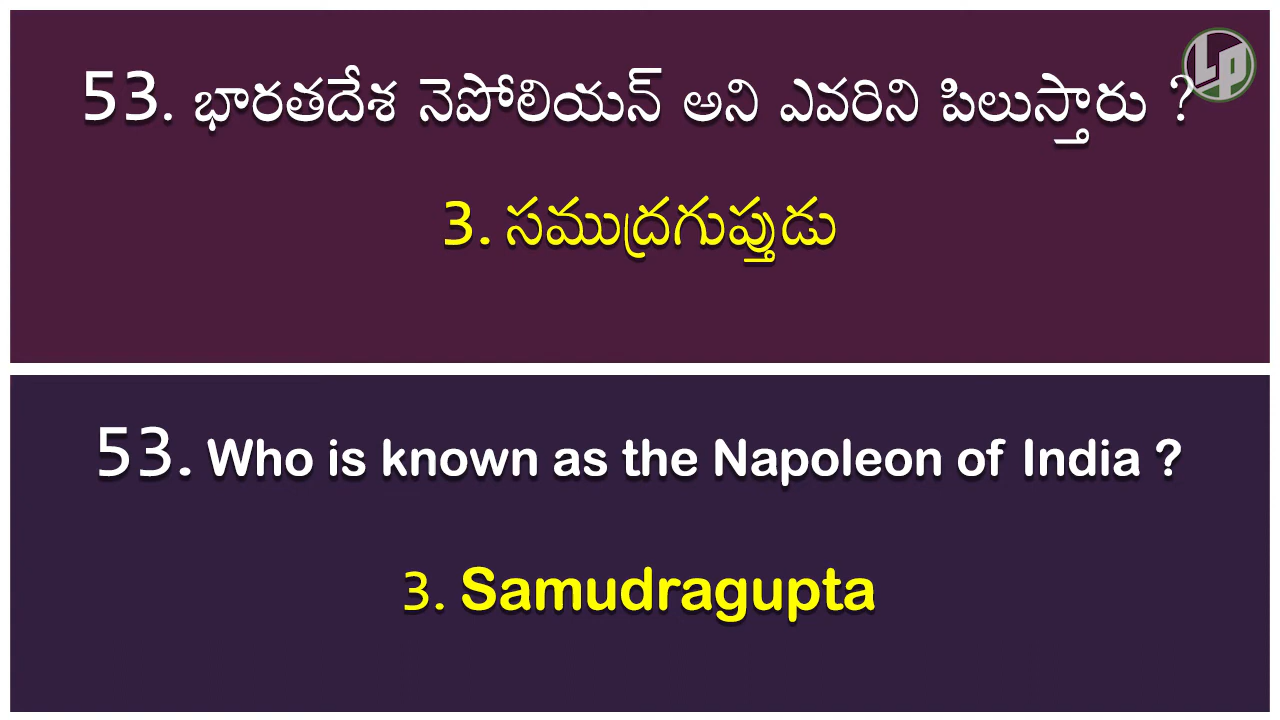 LP
53. భారతదేశ నెపోలియన్ అని ఎవరిని పిలుస్తారు ?
3. సముద్రగుప్తుడు
53. Who is known as the Napoleon of India ?
3. Samudragupta